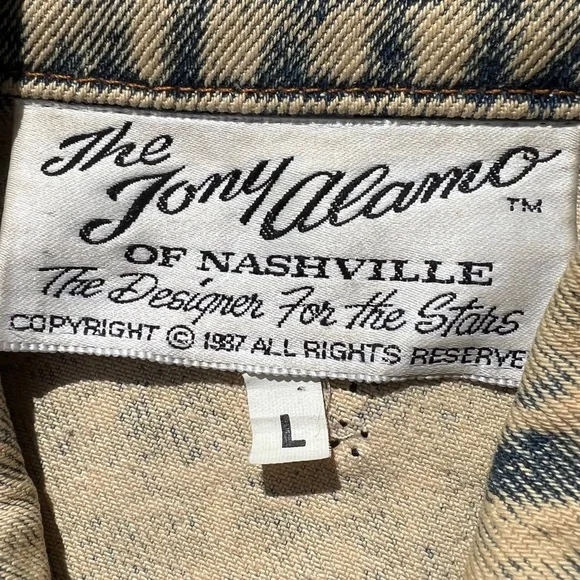 The
Tony Alamo ™
OF NASHVILLE
The Designer For the Stars
COPYRIGHT © 1987 ALL RIGHTS RESERVE
L